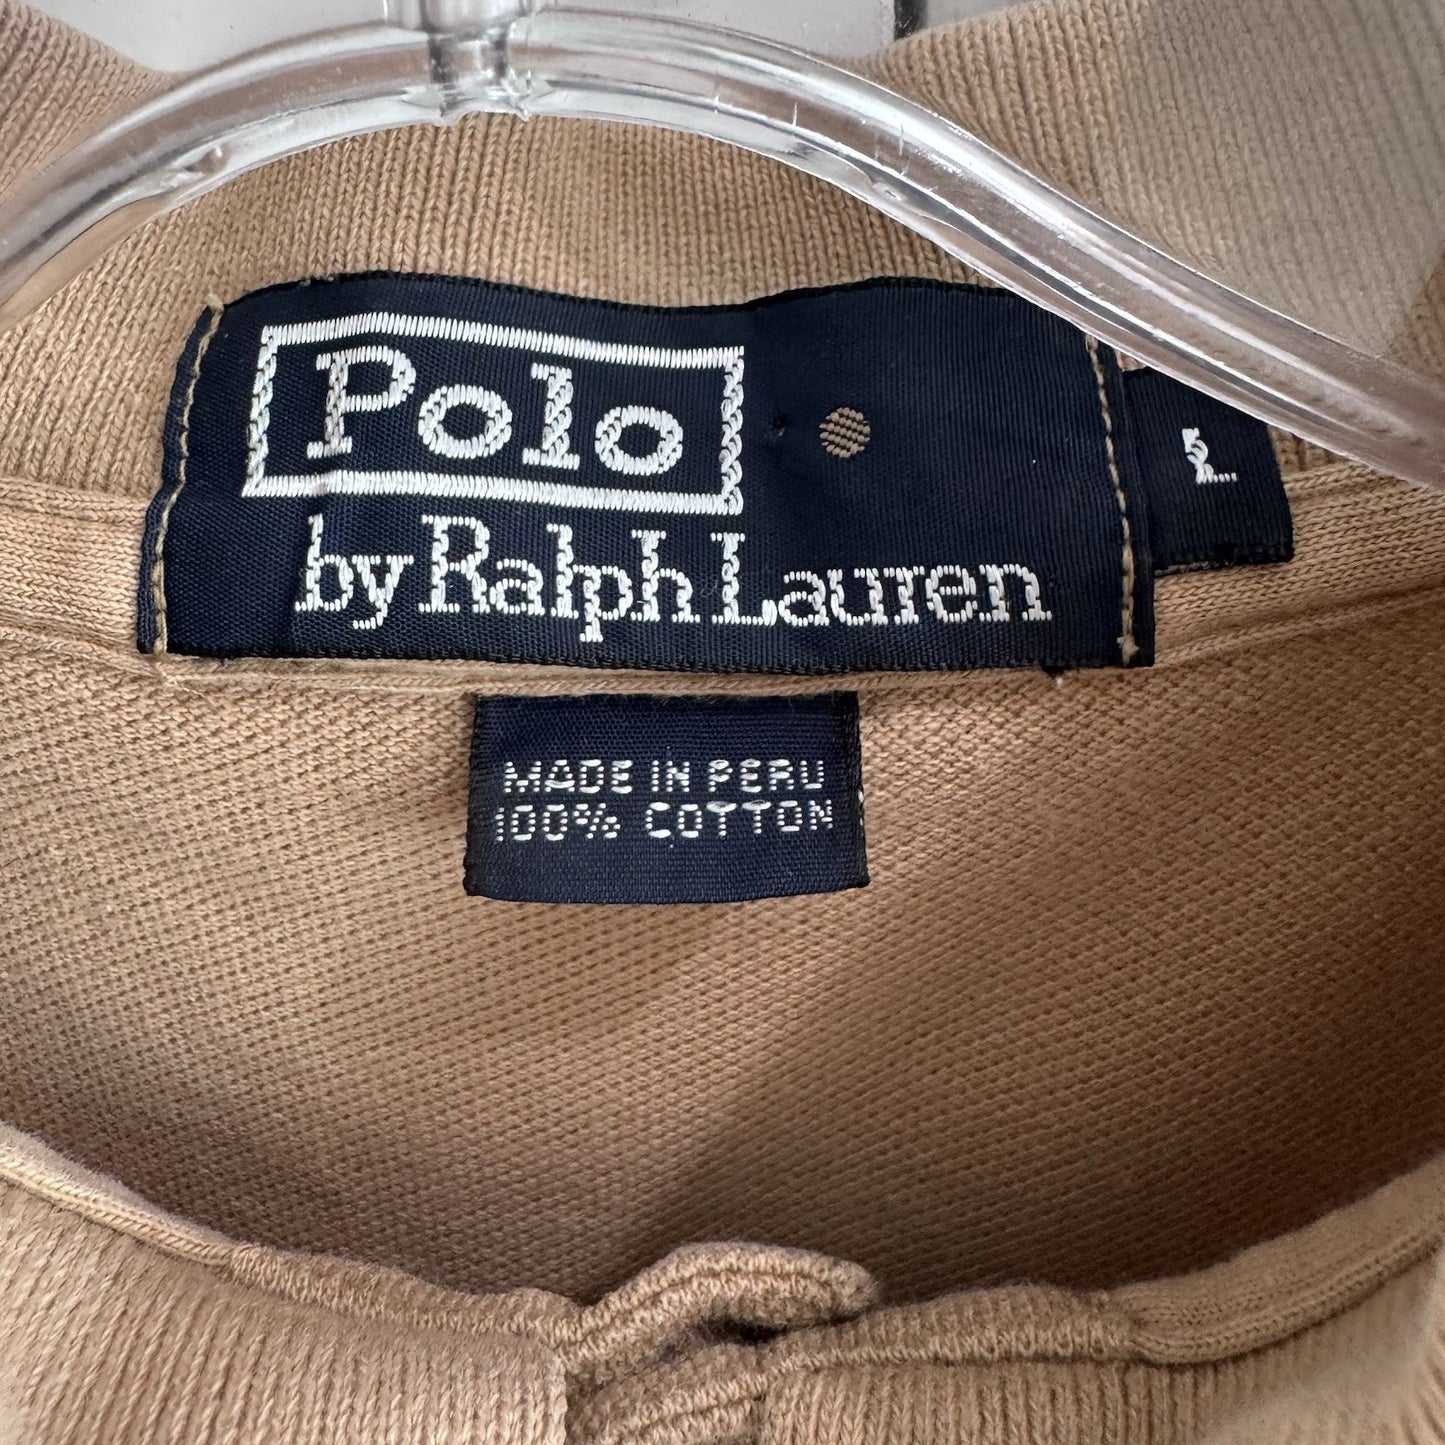 Polo
by Ralph Lauren
L
MADE IN PERU
100% COTTON